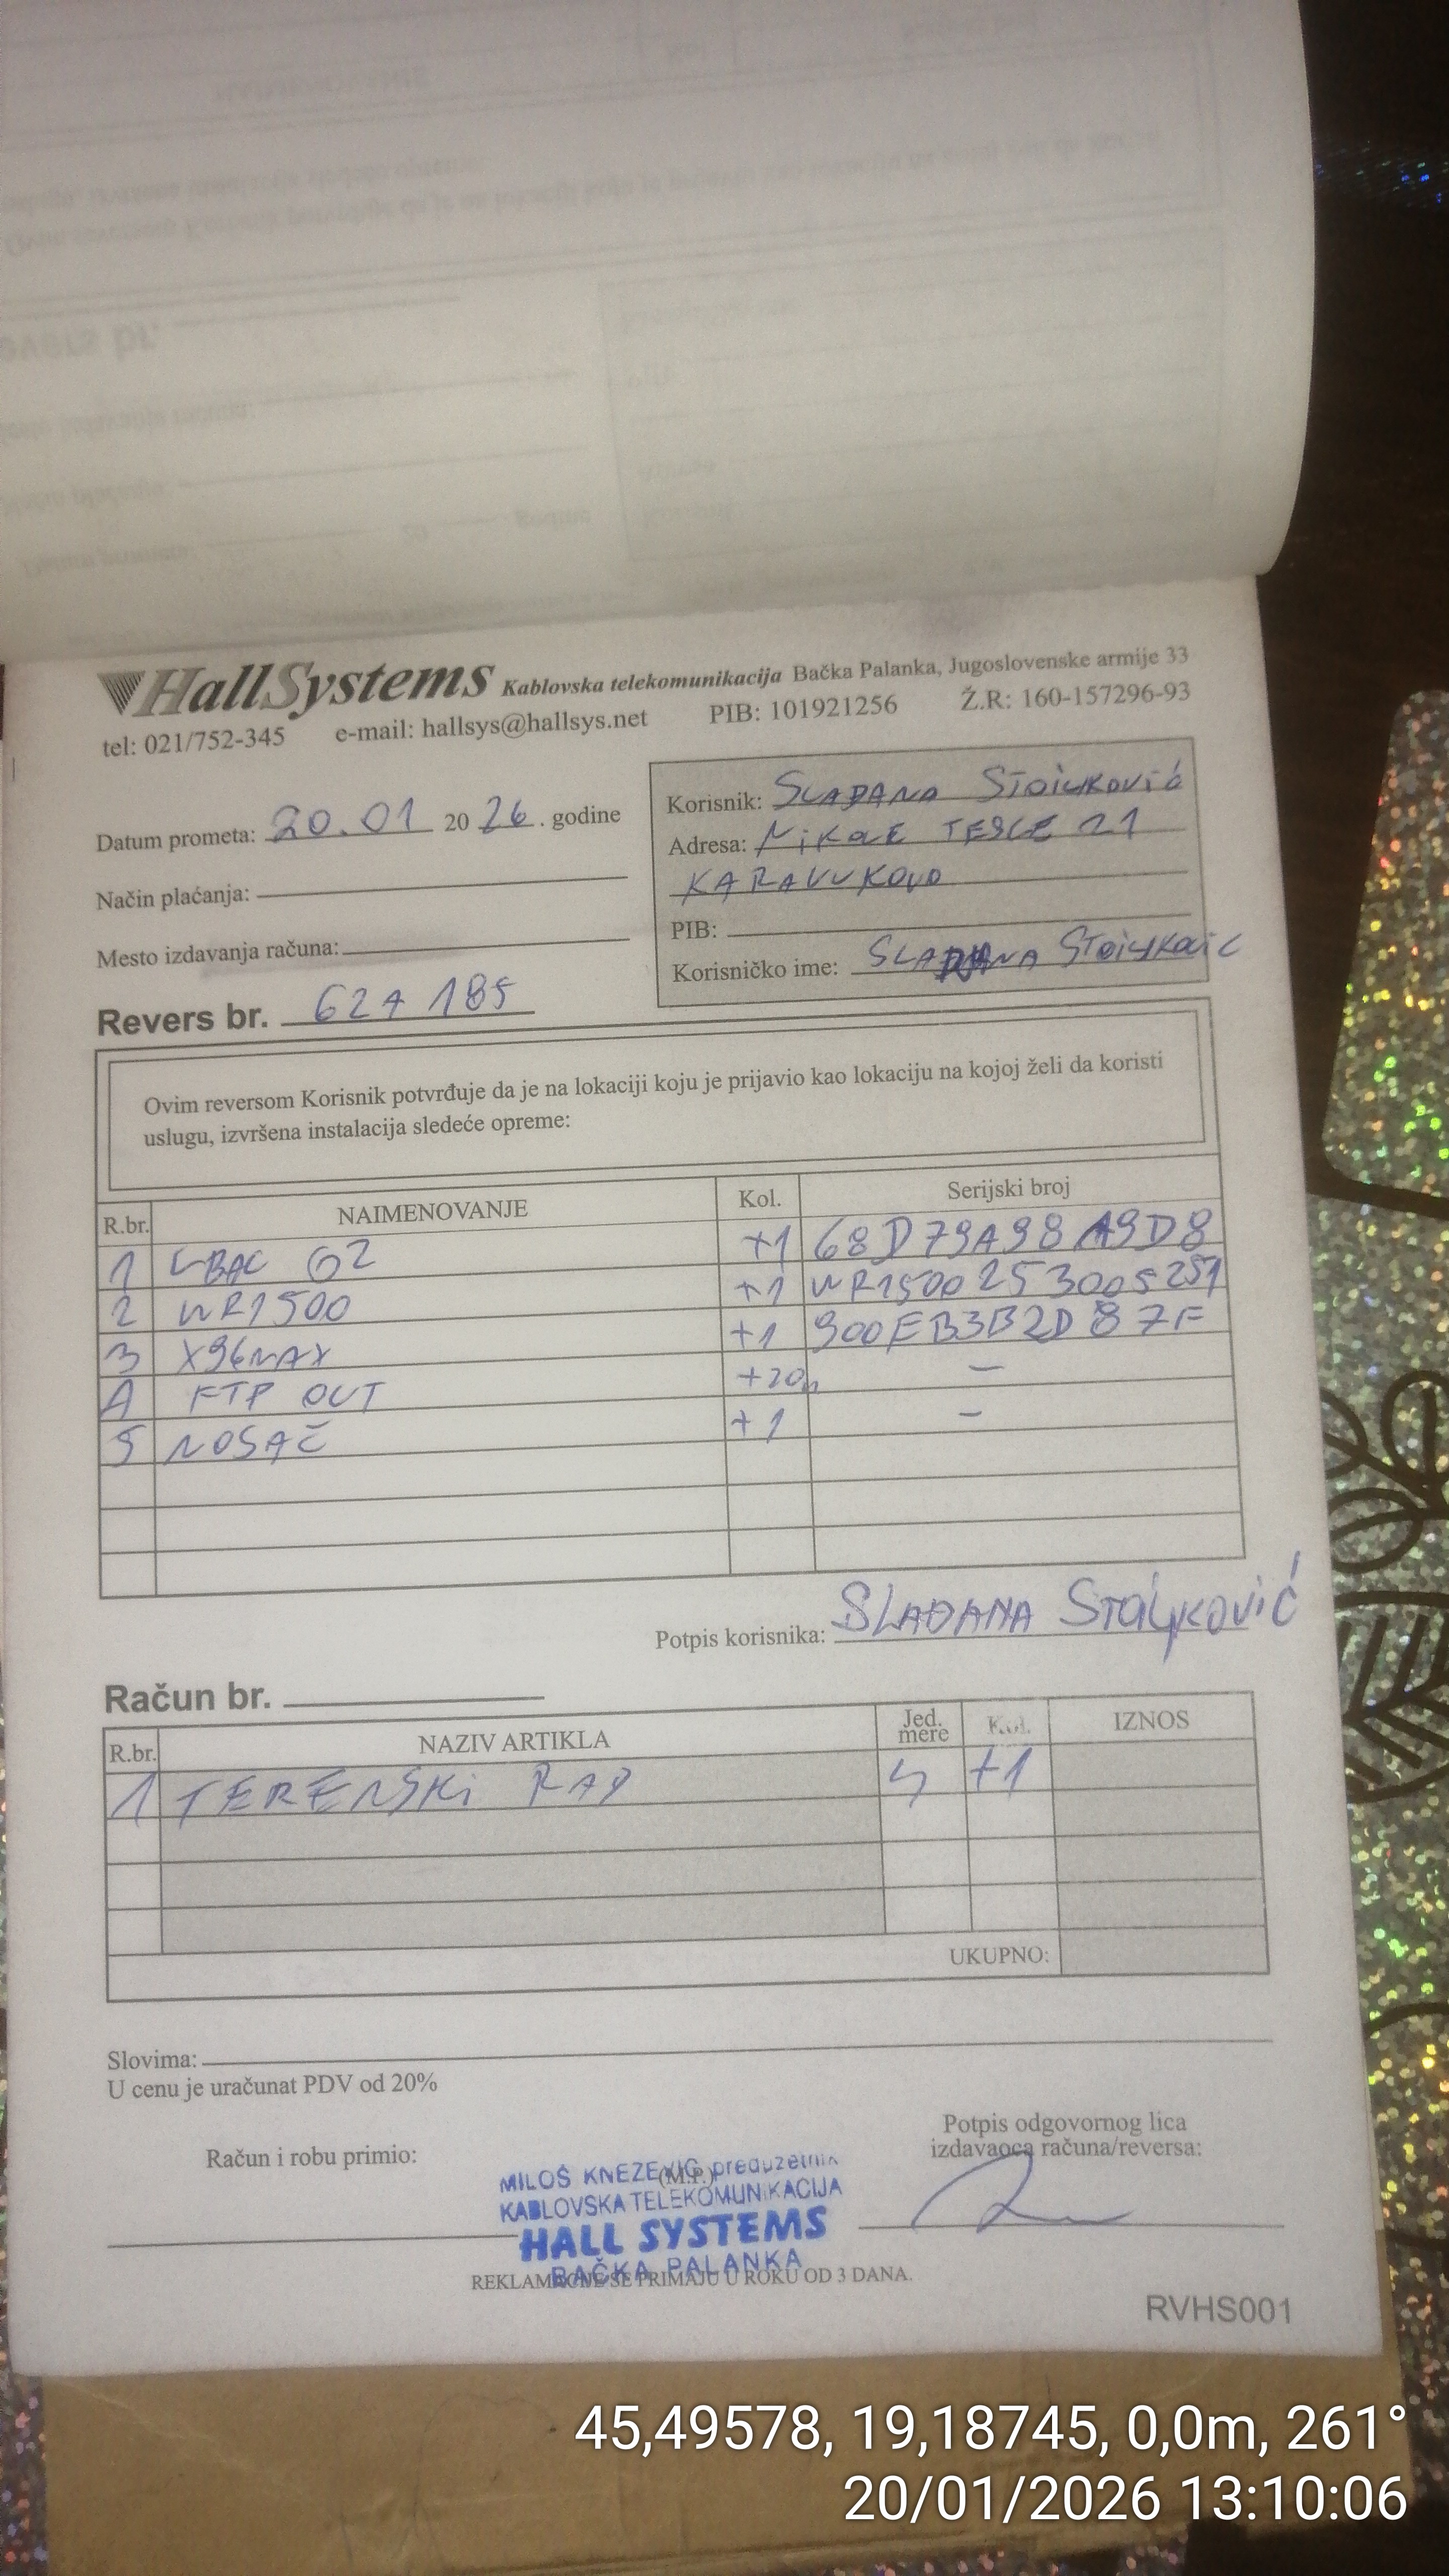 HallSystems Kablovska telekomunikacija Bačka Palanka, Jugoslovenske armije 33
tel: 021/752-345 e-mail: hallsys@hallsys.net PIB: 101921256 Ž.R: 160-157296-93
Datum prometa: 20.01 20 26. godine
Način plaćanja:
Mesto izdavanja računa:
Korisnik: SLAĐANA STOILJKOVIĆ
Adresa: NIKOLE TESLE 21
KARAVUKOVO
PIB:
Korisničko ime: SLAĐANA
Revers br. 624185
Ovim reversom Korisnik potvrđuje da je na lokaciji koju je prijavio kao lokaciju na kojoj želi da koristi
uslugu, izvršena instalacija sledeće opreme:
R.br. NAIMENOVANJE Kol. Serijski broj
1 LBAC G2 +1 68D79A98A9D8
2 WR1500 +1 WR1500253005251
3 X96MAX +1 900EB3B2D87F
4 FTP OUT +20m -
5 NOSAČ +1 -
Potpis korisnika: SLAĐANA STOILJKOVIĆ
Račun br.
R.br. NAZIV ARTIKLA Jed. mere Kol. IZNOS
1 TERENSKI RAD h +1
UKUPNO:
Slovima:
U cenu je uračunat PDV od 20%
Račun i robu primio:
(M.P.)
Potpis odgovornog lica
izdavaoca računa/reversa:
MILOŠ KNEŽEVIĆ preduzetnik
KABLOVSKA TELEKOMUNIKACIJA
HALL SYSTEMS
BAČKA PALANKA
REKLAMACIJE SE PRIMAJU U ROKU OD 3 DANA.
RVHS001
45,49578, 19,18745, 0,0m, 261°
20/01/2026 13:10:06